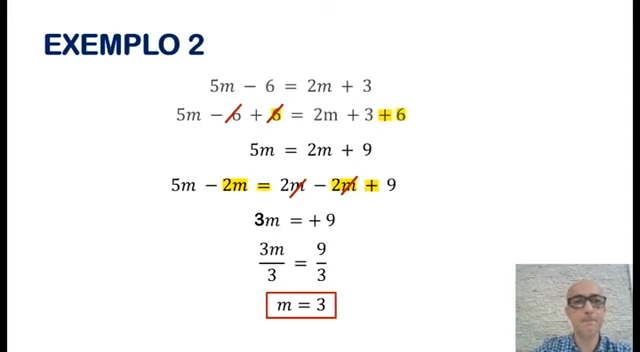 EXEMPLO 2
5m − 6 = 2m + 3
5m − 6 + 6 = 2m + 3 + 6
5m = 2m + 9
5m − 2m = 2m − 2m + 9
3m = + 9
3m/3 = 9/3
m = 3